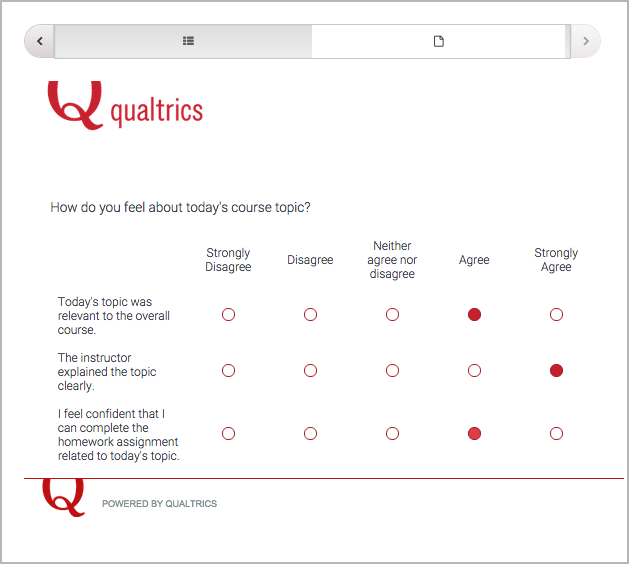 qualtrics
How do you feel about today's course topic?
Strongly
Disagree
Disagree
Neither
agree nor
disagree
Agree
Strongly
Agree
Today's topic was
relevant to the overall
course.
The instructor
explained the topic
clearly.
I feel confident that I
can complete the
homework assignment
related to today's topic.
POWERED BY QUALTRICS